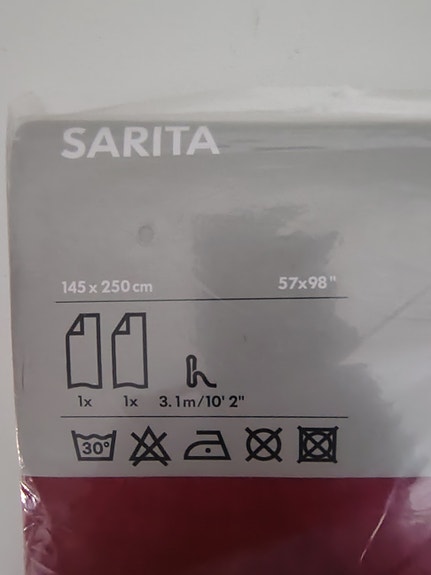 SARITA
145 x 250 cm 57x98"
1x 1x 3.1m/10' 2"
30°